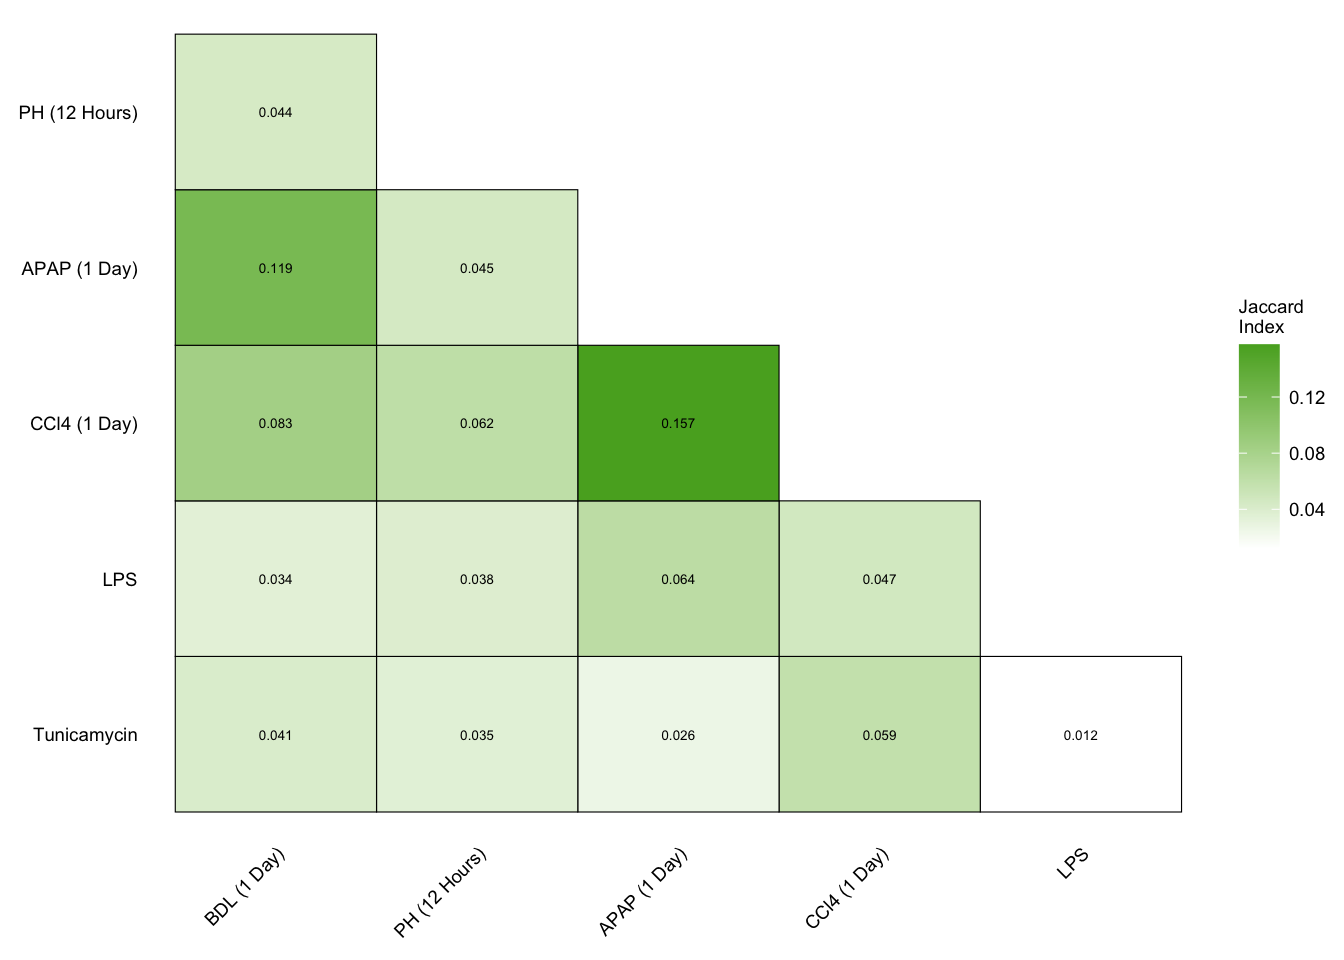 PH (12 Hours)
0.044
APAP (1 Day)
0.119
0.045
CCl4 (1 Day)
0.083
0.062
0.157
LPS
0.034
0.038
0.064
0.047
Tunicamycin
0.041
0.035
0.026
0.059
0.012
BDL (1 Day)
PH (12 Hours)
APAP (1 Day)
CCl4 (1 Day)
LPS
Jaccard
Index
0.12
0.08
0.04